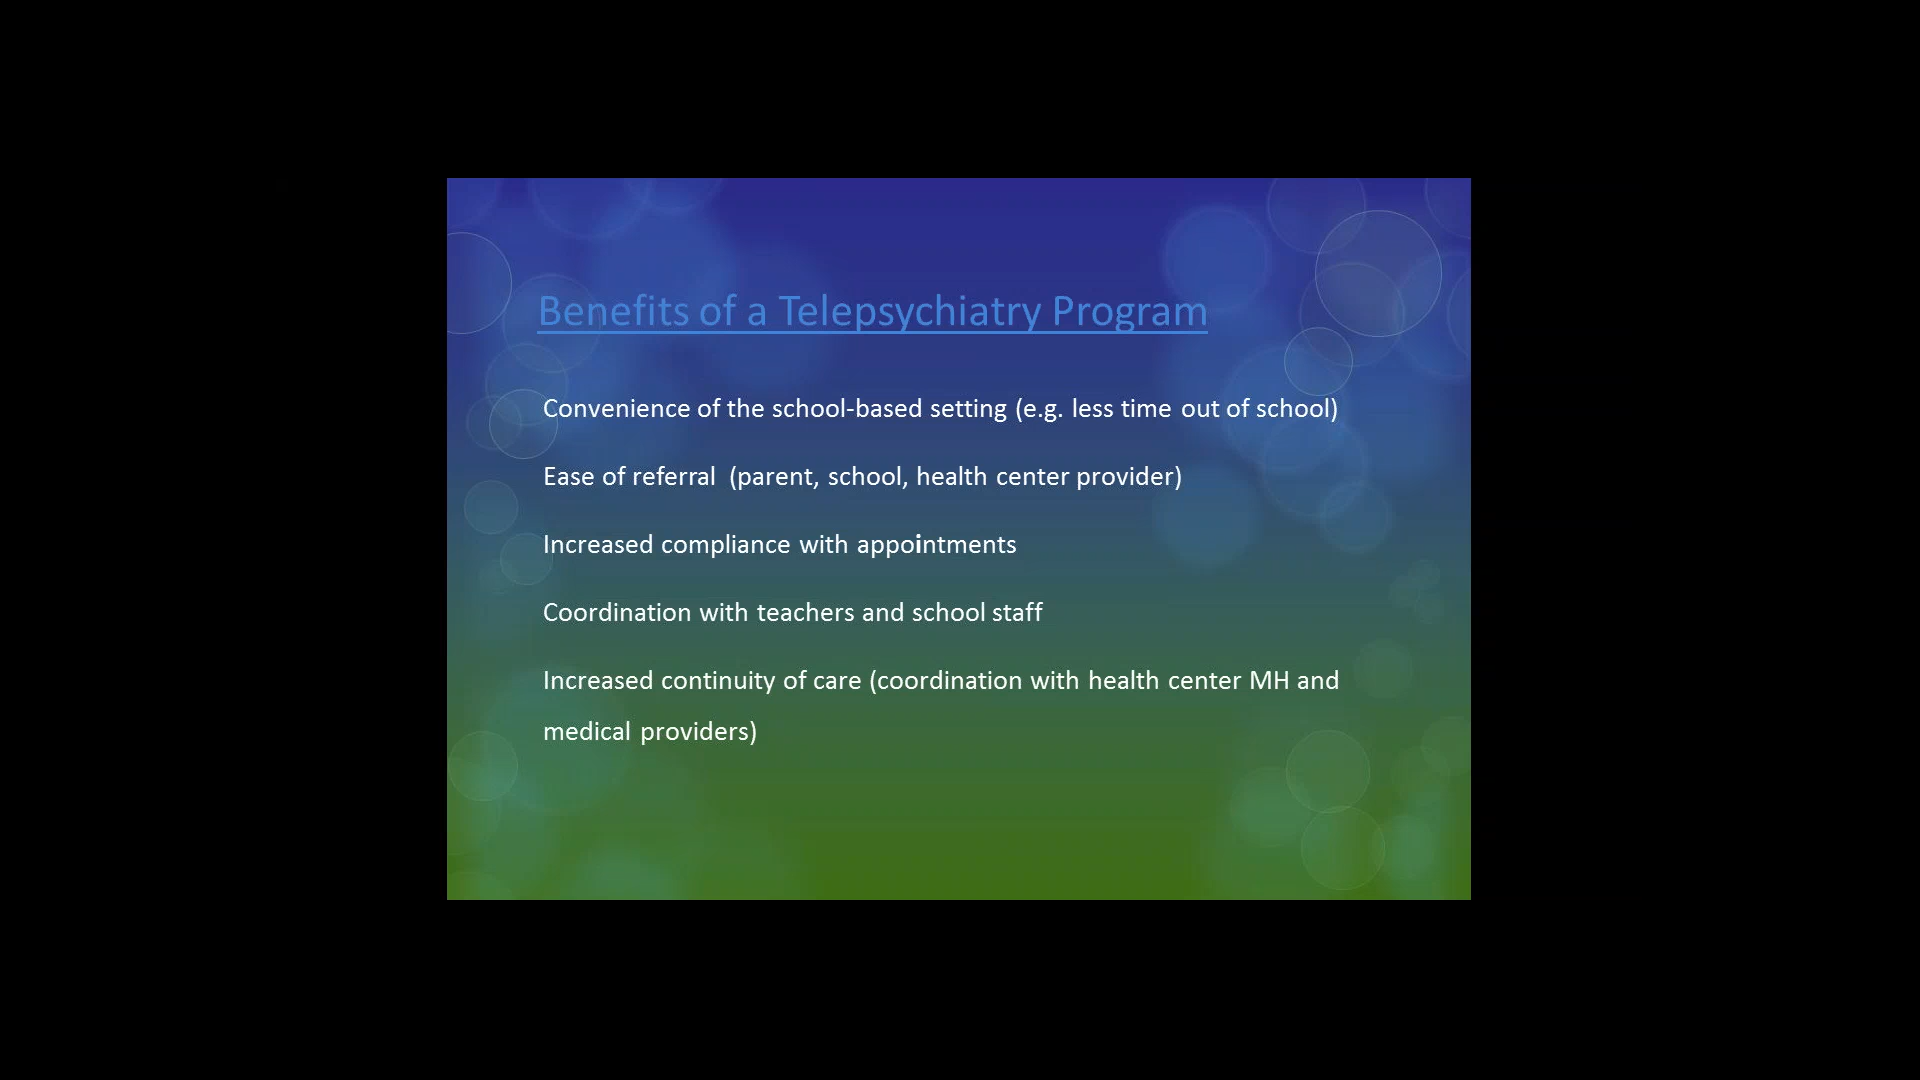 Benefits of a Telepsychiatry Program
Convenience of the school-based setting (e.g. less time out of school)
Ease of referral  (parent, school, health center provider)
Increased compliance with appointments
Coordination with teachers and school staff
Increased continuity of care (coordination with health center MH and
medical providers)